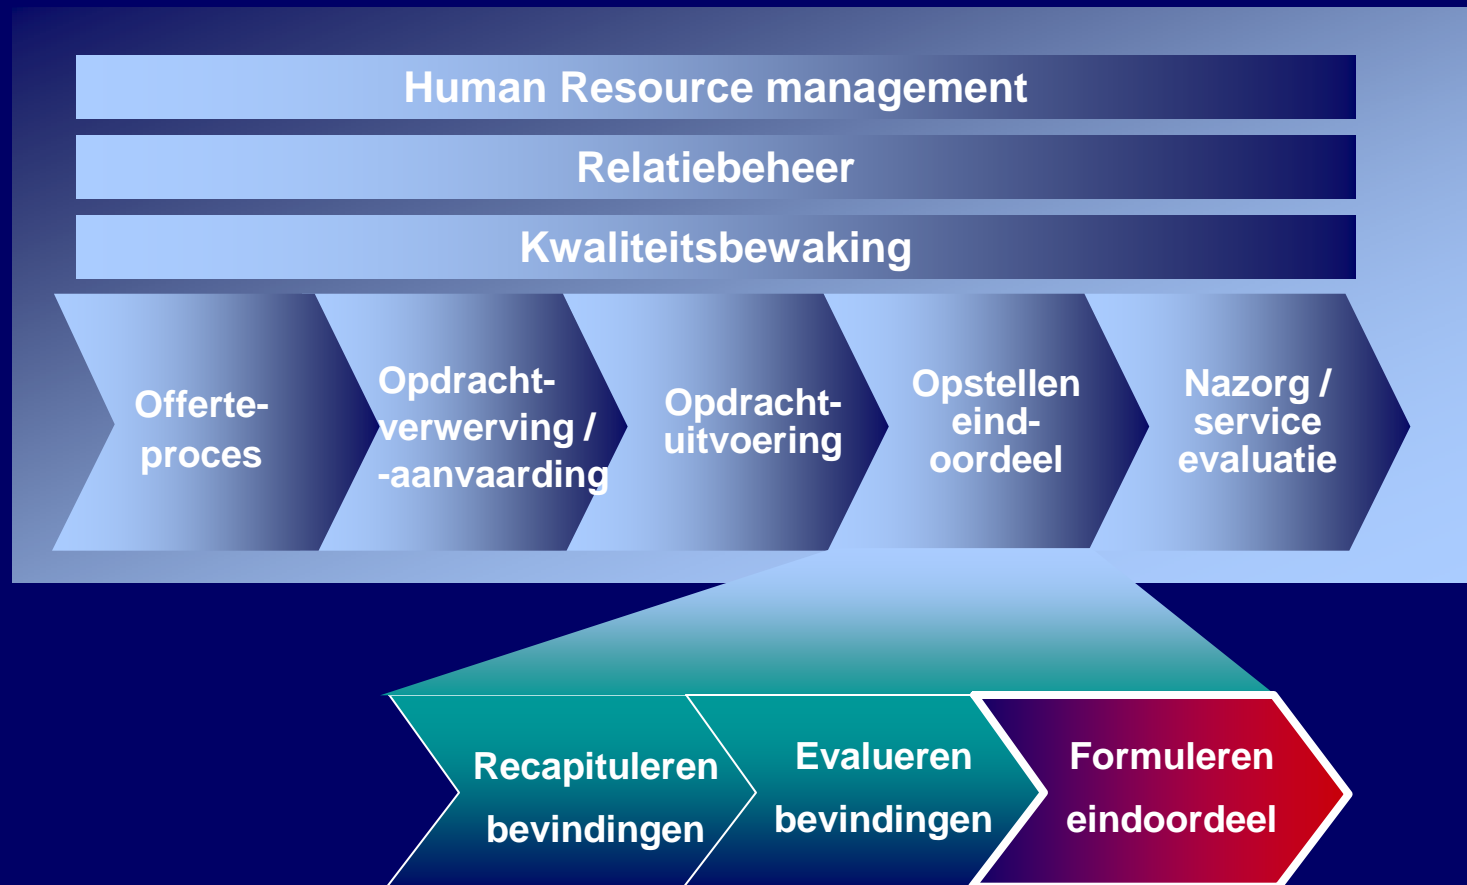 Human Resource management
Relatiebeheer
Kwaliteitsbewaking
Offerte-
proces
Opdracht-
verwerving /
-aanvaarding
Opdracht-
uitvoering
Opstellen
eind-
oordeel
Nazorg /
service
evaluatie
Recapituleren
bevindingen
Evalueren
bevindingen
Formuleren
eindoordeel